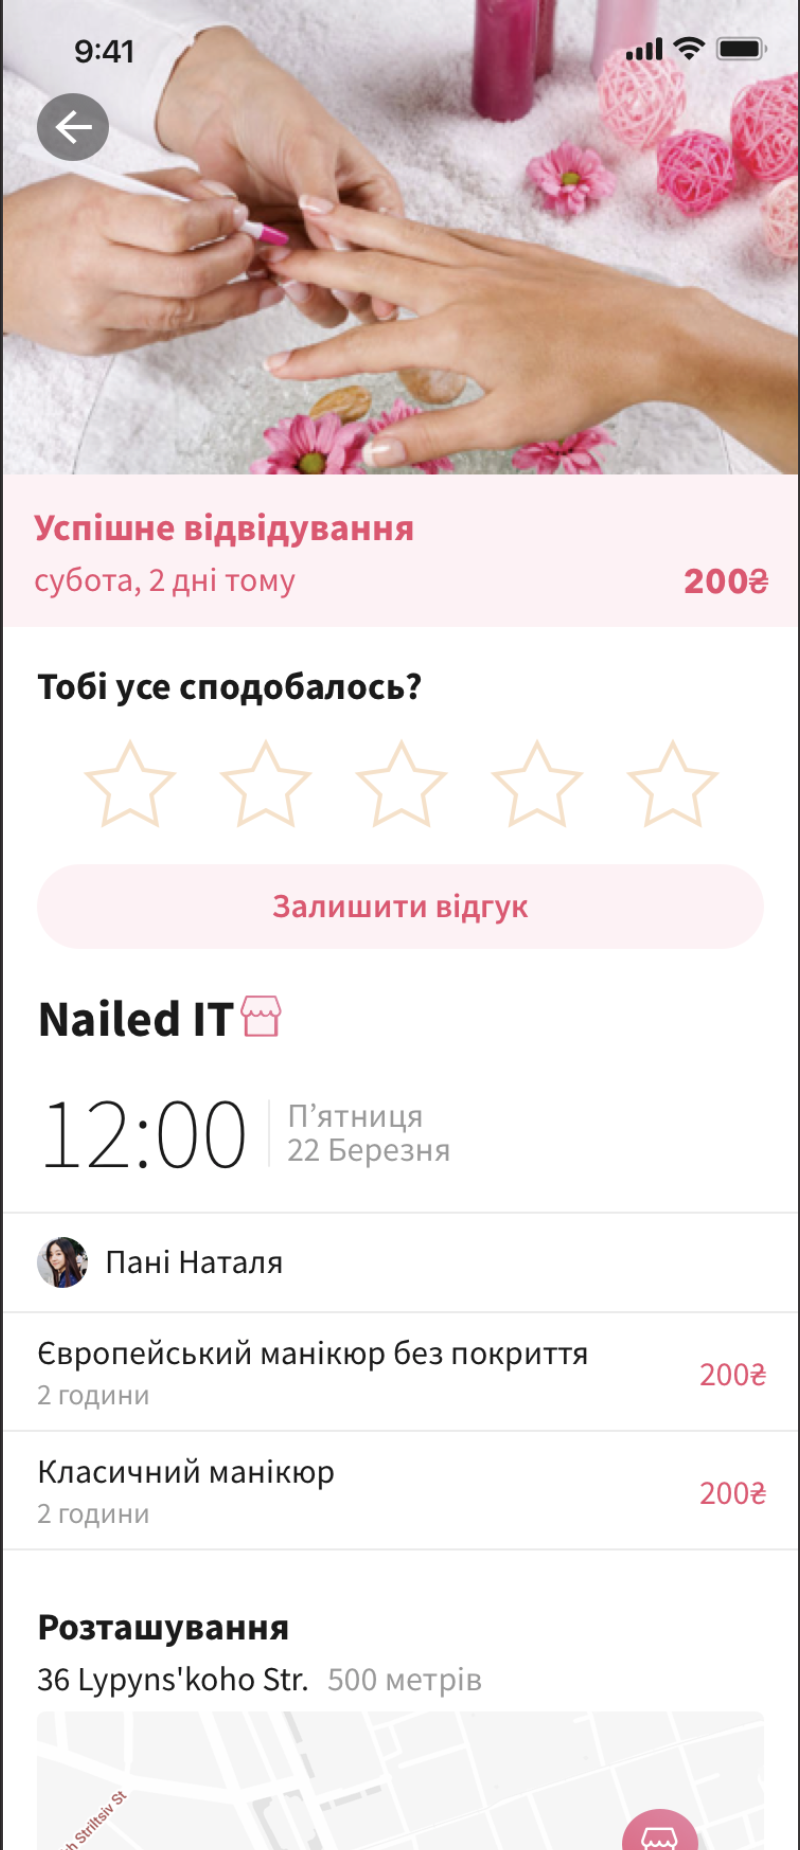 9:41
Успішне відвідування
субота, 2 дні тому
200₴
Тобі усе сподобалось?
Залишити відгук
Nailed IT
12:00
П’ятниця
22 Березня
Пані Наталя
Європейський манікюр без покриття
2 години
200₴
Класичний манікюр
2 години
200₴
Розташування
36 Lypyns'koho Str. 500 метрів
Striltsiv St